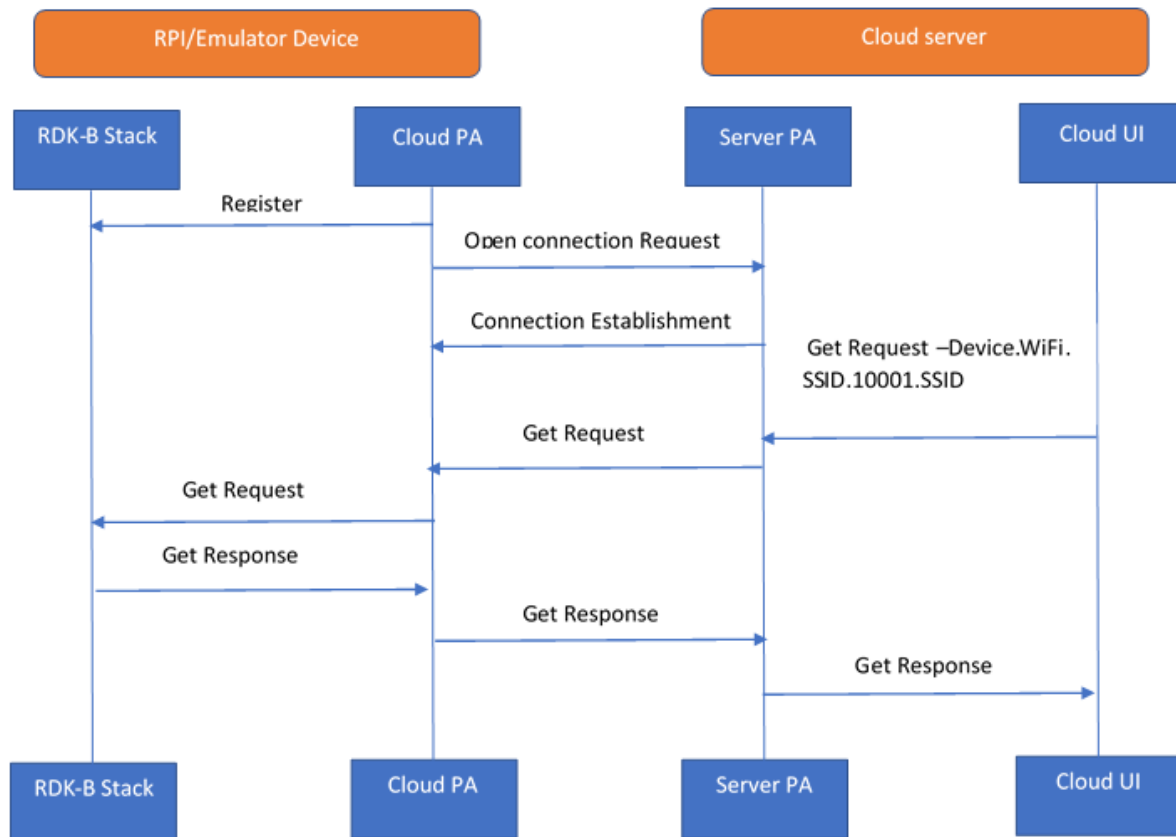 RPI/Emulator Device
Cloud server
RDK-B Stack
Cloud PA
Server PA
Cloud UI
Register
Open connection Request
Connection Establishment
Get Request –Device.WiFi.
SSID.10001.SSID
Get Request
Get Request
Get Response
Get Response
Get Response
RDK-B Stack
Cloud PA
Server PA
Cloud UI